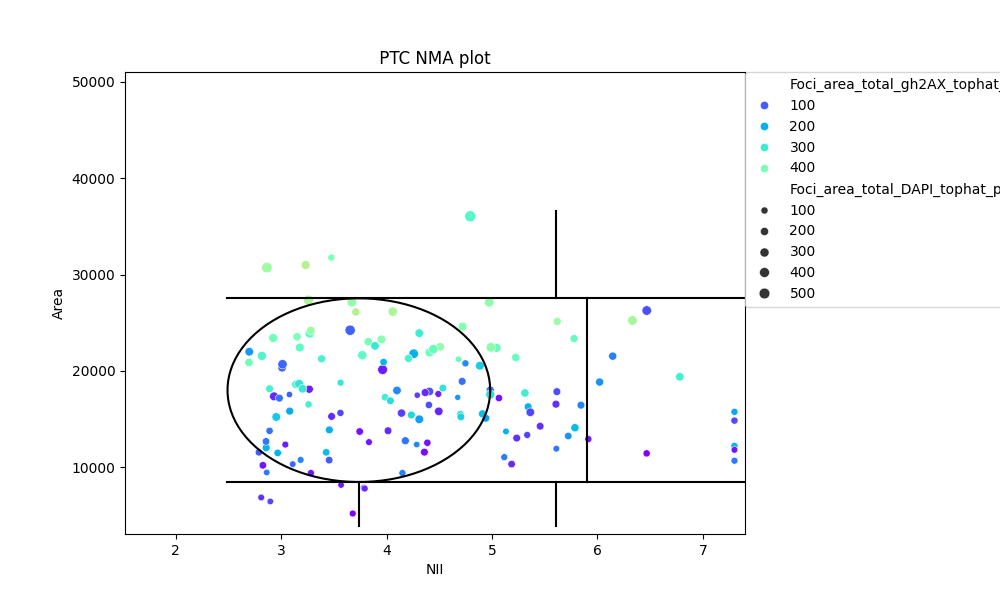 PTC NMA plot
50000
40000
30000
20000
10000
Area
2 3 4 5 6 7
NII
Foci_area_total_gh2AX_tophat_
100
200
300
400
Foci_area_total_DAPI_tophat_p
100
200
300
400
500